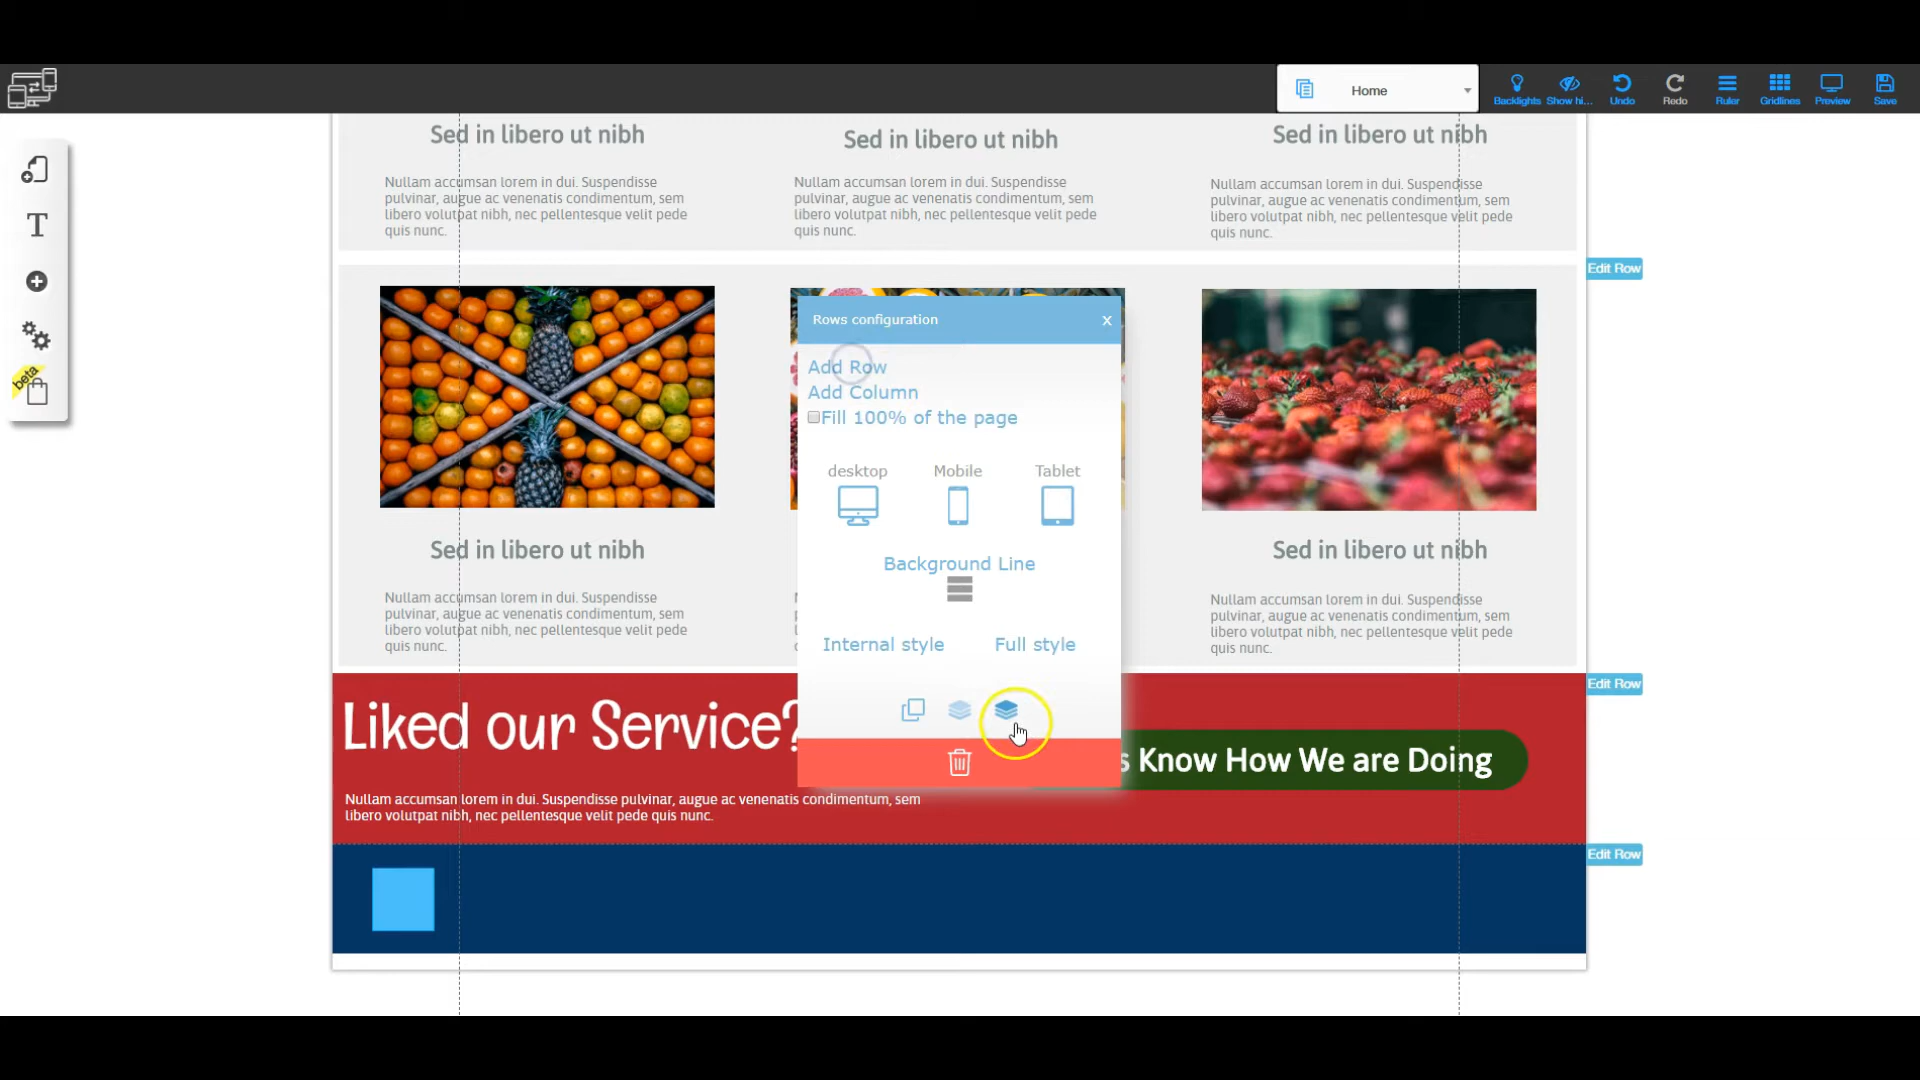 Home
Backlights Show hi... Undo Redo Ruler Gridlines Preview Save
Sed in libero ut nibh
Nullam accumsan lorem in dui. Suspendisse
pulvinar, augue ac venenatis condimentum, sem
libero volutpat nibh, nec pellentesque velit pede
quis nunc.
Sed in libero ut nibh
Nullam accumsan lorem in dui. Suspendisse
pulvinar, augue ac venenatis condimentum, sem
libero volutpat nibh, nec pellentesque velit pede
quis nunc.
Sed in libero ut nibh
Nullam accumsan lorem in dui. Suspendisse
pulvinar, augue ac venenatis condimentum, sem
libero volutpat nibh, nec pellentesque velit pede
quis nunc.
beta
Edit Row
Rows configuration x
Add Row
Add Column
Fill 100% of the page
desktop Mobile Tablet
Background Line
Internal style Full style
Sed in libero ut nibh
Nullam accumsan lorem in dui. Suspendisse
pulvinar, augue ac venenatis condimentum, sem
libero volutpat nibh, nec pellentesque velit pede
quis nunc.
Sed in libero ut nibh
Nullam accumsan lorem in dui. Suspendisse
pulvinar, augue ac venenatis condimentum, sem
libero volutpat nibh, nec pellentesque velit pede
quis nunc.
Edit Row
Liked our Service?
Nullam accumsan lorem in dui. Suspendisse pulvinar, augue ac venenatis condimentum, sem
libero volutpat nibh, nec pellentesque velit pede quis nunc.
s Know How We are Doing
Edit Row